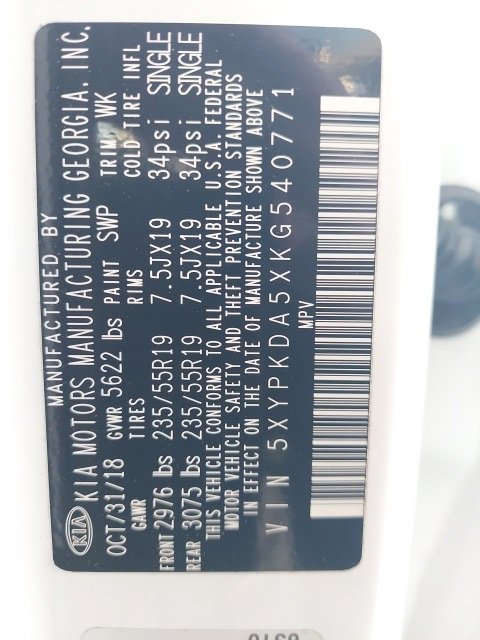 MANUFACTURED BY
KIA KIA MOTORS MANUFACTURING GEORGIA, INC.
OCT/31/18 GVWR 5622 lbs PAINT SWP TRIM WK
GAWR TIRES RIMS COLD TIRE INFL
FRONT 2976 lbs 235/55R19 7.5JX19 34psi SINGLE
REAR 3075 lbs 235/55R19 7.5JX19 34psi SINGLE
THIS VEHICLE CONFORMS TO ALL APPLICABLE U.S.A. FEDERAL
MOTOR VEHICLE SAFETY AND THEFT PREVENTION STANDARDS
IN EFFECT ON THE DATE OF MANUFACTURE SHOWN ABOVE
VIN 5XYPKDA5XKG540771
MPV